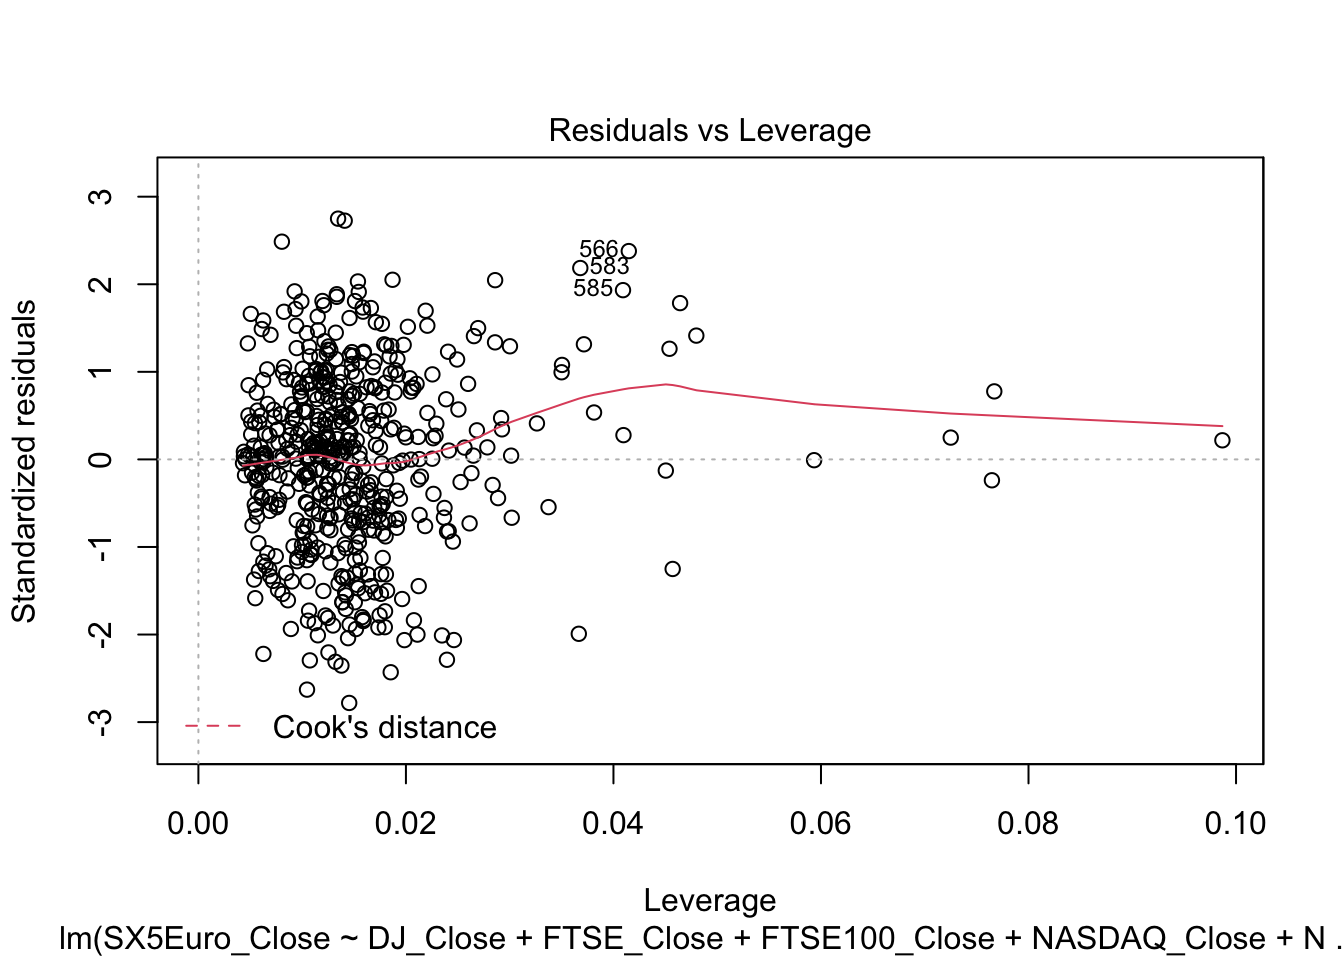 Residuals vs Leverage
Standardized residuals
3
2
1
0
-1
-2
-3
566
583
585
Cook's distance
0.00 0.02 0.04 0.06 0.08 0.10
Leverage
lm(SX5Euro_Close ~ DJ_Close + FTSE_Close + FTSE100_Close + NASDAQ_Close + N .